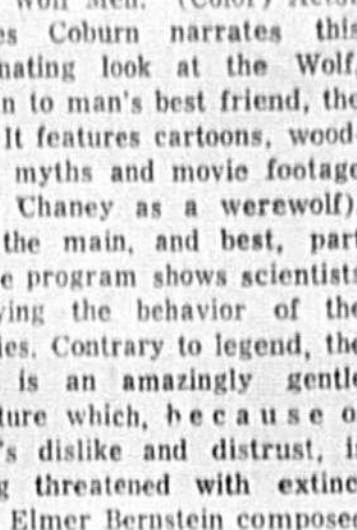 Wolf Men. (Color) Actor
es Coburn narrates this
nating look at the Wolf,
n to man's best friend, the
It features cartoons, wood-
myths and movie footage
Chaney as a werewolf)
the main, and best, part
e program shows scientists
ying the behavior of the
ies. Contrary to legend, the
is an amazingly gentle
ture which, because o
's dislike and distrust, i
g threatened with extinc
Elmer Bernstein composed